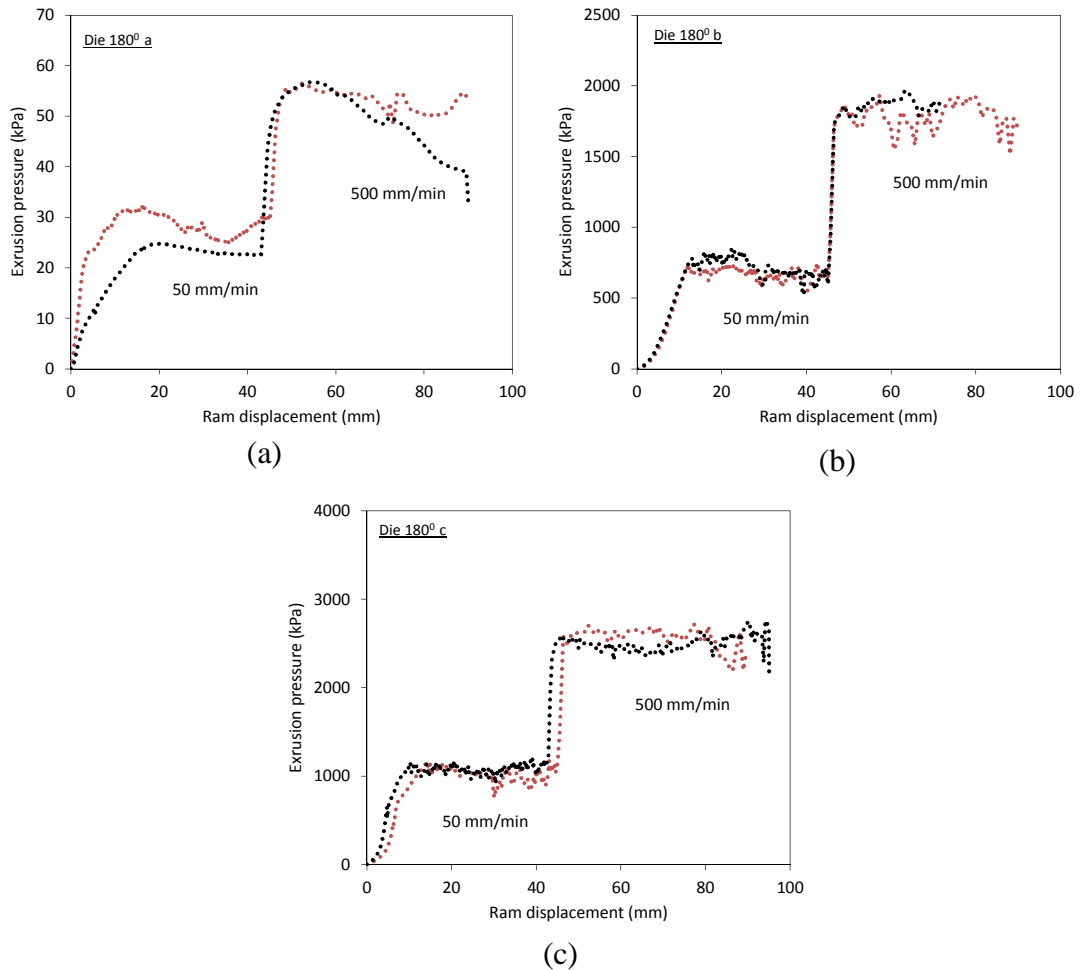 Die 180⁰ a
Exrusion pressure (kPa)
70
60
50
40
30
20
10
0
500 mm/min
50 mm/min
0 20 40 60 80 100
Ram displacement (mm)
(a)
Die 180⁰ b
Exrusion pressure (kPa)
2500
2000
1500
1000
500
0
500 mm/min
50 mm/min
0 20 40 60 80 100
Ram displacement (mm)
(b)
Die 180⁰ c
Exrusion pressure (kPa)
4000
3000
2000
1000
0
500 mm/min
50 mm/min
0 20 40 60 80 100
Ram displacement (mm)
(c)